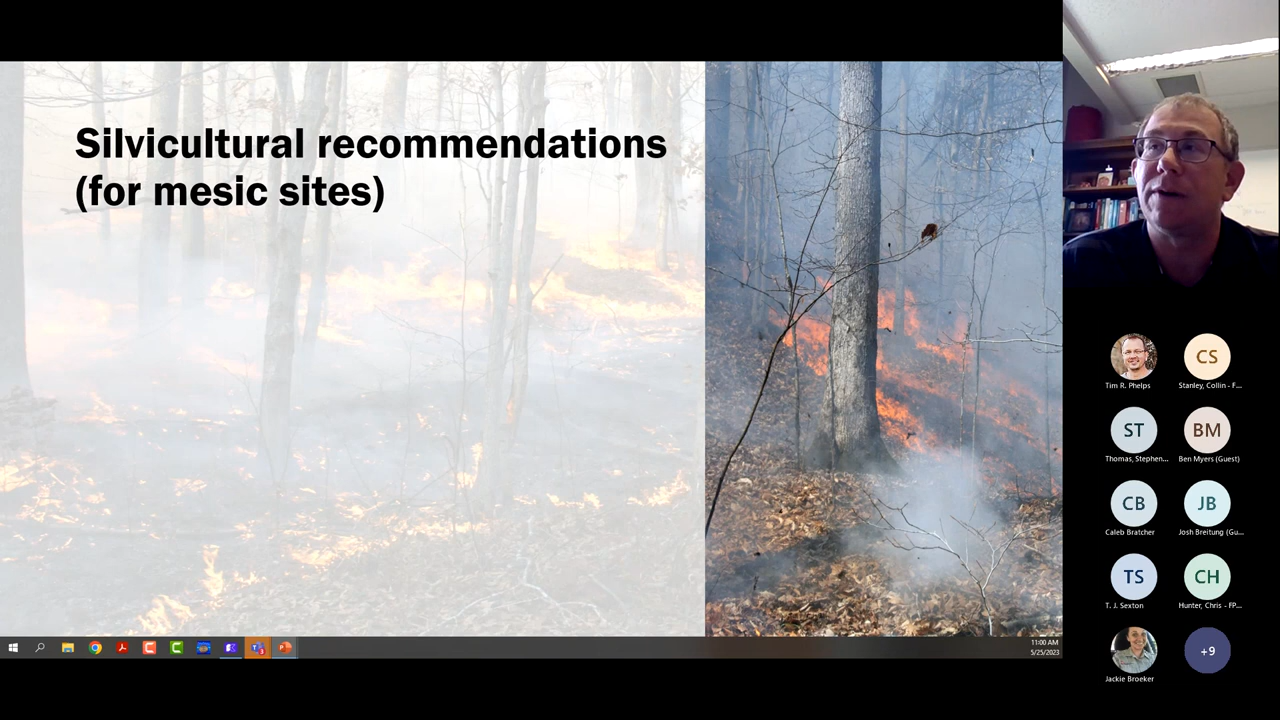 Silvicultural recommendations
(for mesic sites)
CS
Tim R. Phelps
Stanley, Collin - F...
ST
BM
Thomas, Stephen...
Ben Myers (Guest)
CB
JB
Caleb Bratcher
Josh Breitung (Gu...
TS
CH
T. J. Sexton
Hunter, Chris - FP...
+9
Jackie Broeker
11:00 AM
5/25/2023